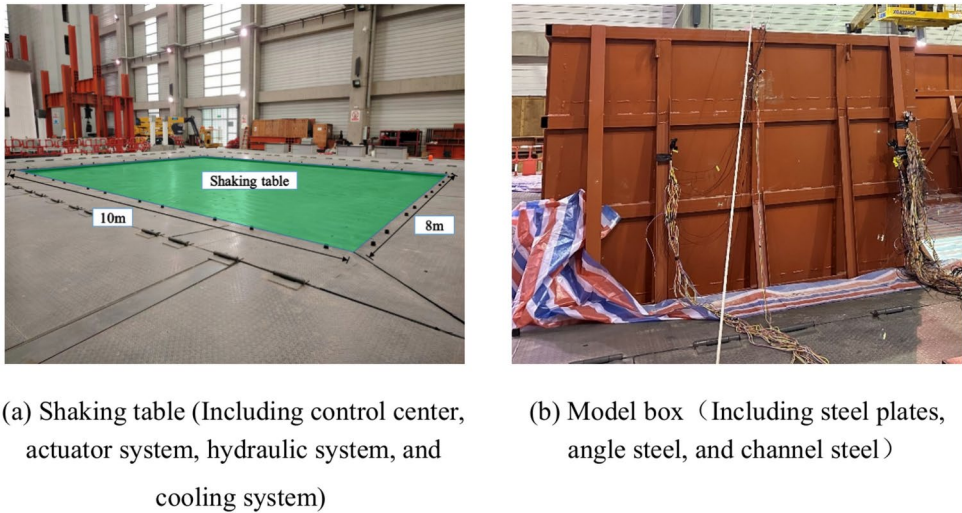 Shaking table
10m
8m
(a) Shaking table (Including control center,
actuator system, hydraulic system, and
cooling system)
(b) Model box（Including steel plates,
angle steel, and channel steel）